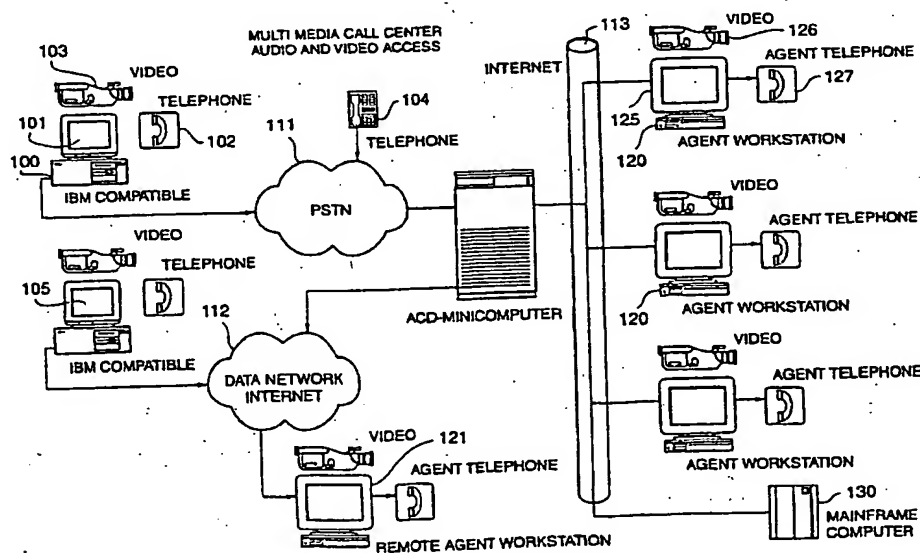 MULTI MEDIA CALL CENTER
AUDIO AND VIDEO ACCESS
103
VIDEO
TELEPHONE
101
102
100
IBM COMPATIBLE
104
TELEPHONE
111
PSTN
VIDEO
TELEPHONE
105
IBM COMPATIBLE
112
DATA NETWORK
INTERNET
ACD-MINICOMPUTER
VIDEO
121
AGENT TELEPHONE
REMOTE AGENT WORKSTATION
113
INTERNET
VIDEO
126
AGENT TELEPHONE
127
125
120
AGENT WORKSTATION
VIDEO
AGENT TELEPHONE
120
AGENT WORKSTATION
VIDEO
AGENT TELEPHONE
AGENT WORKSTATION
130
MAINFRAME
COMPUTER